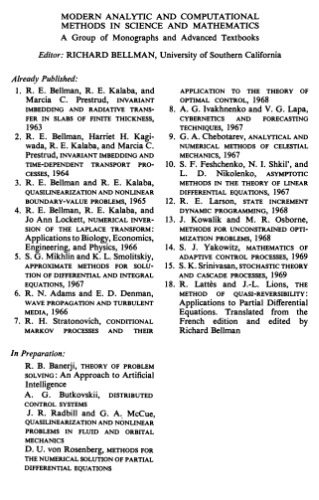 MODERN ANALYTIC AND COMPUTATIONAL
METHODS IN SCIENCE AND MATHEMATICS
A Group of Monographs and Advanced Textbooks
Editor: RICHARD BELLMAN, University of Southern California
Already Published:
1. R. E. Bellman, R. E. Kalaba, and
Marcia C. Prestrud, INVARIANT
IMBEDDING AND RADIATIVE TRANS-
FER IN SLABS OF FINITE THICKNESS,
1963
2. R. E. Bellman, Harriet H. Kagi-
wada, R. E. Kalaba, and Marcia C.
Prestrud, INVARIANT IMBEDDING AND
TIME-DEPENDENT TRANSPORT PRO-
CESSES, 1964
3. R. E. Bellman and R. E. Kalaba,
QUASILINEARIZATION AND NONLINEAR
BOUNDARY-VALUE PROBLEMS, 1965
4. R. E. Bellman, R. E. Kalaba, and
Jo Ann Lockett, NUMERICAL INVER-
SION OF THE LAPLACE TRANSFORM:
Applications to Biology, Economics,
Engineering, and Physics, 1966
5. S. G. Mikhlin and K. L. Smolitskiy,
APPROXIMATE METHODS FOR SOLU-
TION OF DIFFERENTIAL AND INTEGRAL
EQUATIONS, 1967
6. R. N. Adams and E. D. Denman,
WAVE PROPAGATION AND TURBULENT
MEDIA, 1966
7. R. H. Stratonovich, CONDITIONAL
MARKOV PROCESSES AND THEIR
APPLICATION TO THE THEORY OF
OPTIMAL CONTROL, 1968
8. A. G. Ivakhnenko and V. G. Lapa,
CYBERNETICS AND FORECASTING
TECHNIQUES, 1967
9. G. A. Chebotarev, ANALYTICAL AND
NUMERICAL METHODS OF CELESTIAL
MECHANICS, 1967
10. S. F. Feshchenko, N. I. Shkil', and
L. D. Nikolenko, ASYMPTOTIC
METHODS IN THE THEORY OF LINEAR
DIFFERENTIAL EQUATIONS, 1967
12. R. E. Larson, STATE INCREMENT
DYNAMIC PROGRAMMING, 1968
13. J. Kowalik and M. R. Osborne,
METHODS FOR UNCONSTRAINED OPTI-
MIZATION PROBLEMS, 1968
14. S. J. Yakowitz, MATHEMATICS OF
ADAPTIVE CONTROL PROCESSES, 1969
15. S. K. Srinivasan, STOCHASTIC THEORY
AND CASCADE PROCESSES, 1969
18. R. Lattès and J.-L. Lions, THE
METHOD OF QUASI-REVERSIBILITY:
Applications to Partial Differential
Equations. Translated from the
French edition and edited by
Richard Bellman
In Preparation:
R. B. Banerji, THEORY OF PROBLEM
SOLVING: An Approach to Artificial
Intelligence
A. G. Butkovskii, DISTRIBUTED
CONTROL SYSTEMS
J. R. Radbill and G. A. McCue,
QUASILINEARIZATION AND NONLINEAR
PROBLEMS IN FLUID AND ORBITAL
MECHANICS
D. U. von Rosenberg, METHODS FOR
THE NUMERICAL SOLUTION OF PARTIAL
DIFFERENTIAL EQUATIONS